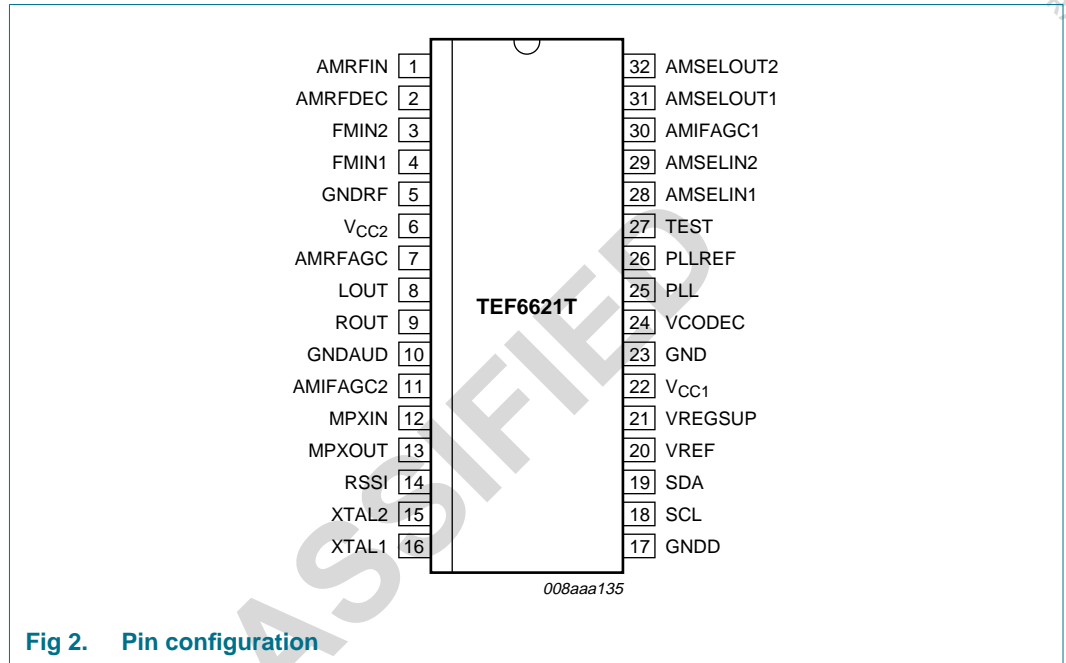 AMRFIN 1
AMRFDEC 2
FMIN2 3
FMIN1 4
GNDRF 5
VCC2 6
AMRFAGC 7
LOUT 8
ROUT 9
GNDAUD 10
AMIFAGC2 11
MPXIN 12
MPXOUT 13
RSSI 14
XTAL2 15
XTAL1 16
TEF6621T
32 AMSELOUT2
31 AMSELOUT1
30 AMIFAGC1
29 AMSELIN2
28 AMSELIN1
27 TEST
26 PLLREF
25 PLL
24 VCODEC
23 GND
22 VCC1
21 VREGSUP
20 VREF
19 SDA
18 SCL
17 GNDD
008aaa135
Fig 2. Pin configuration
ASSIFIED